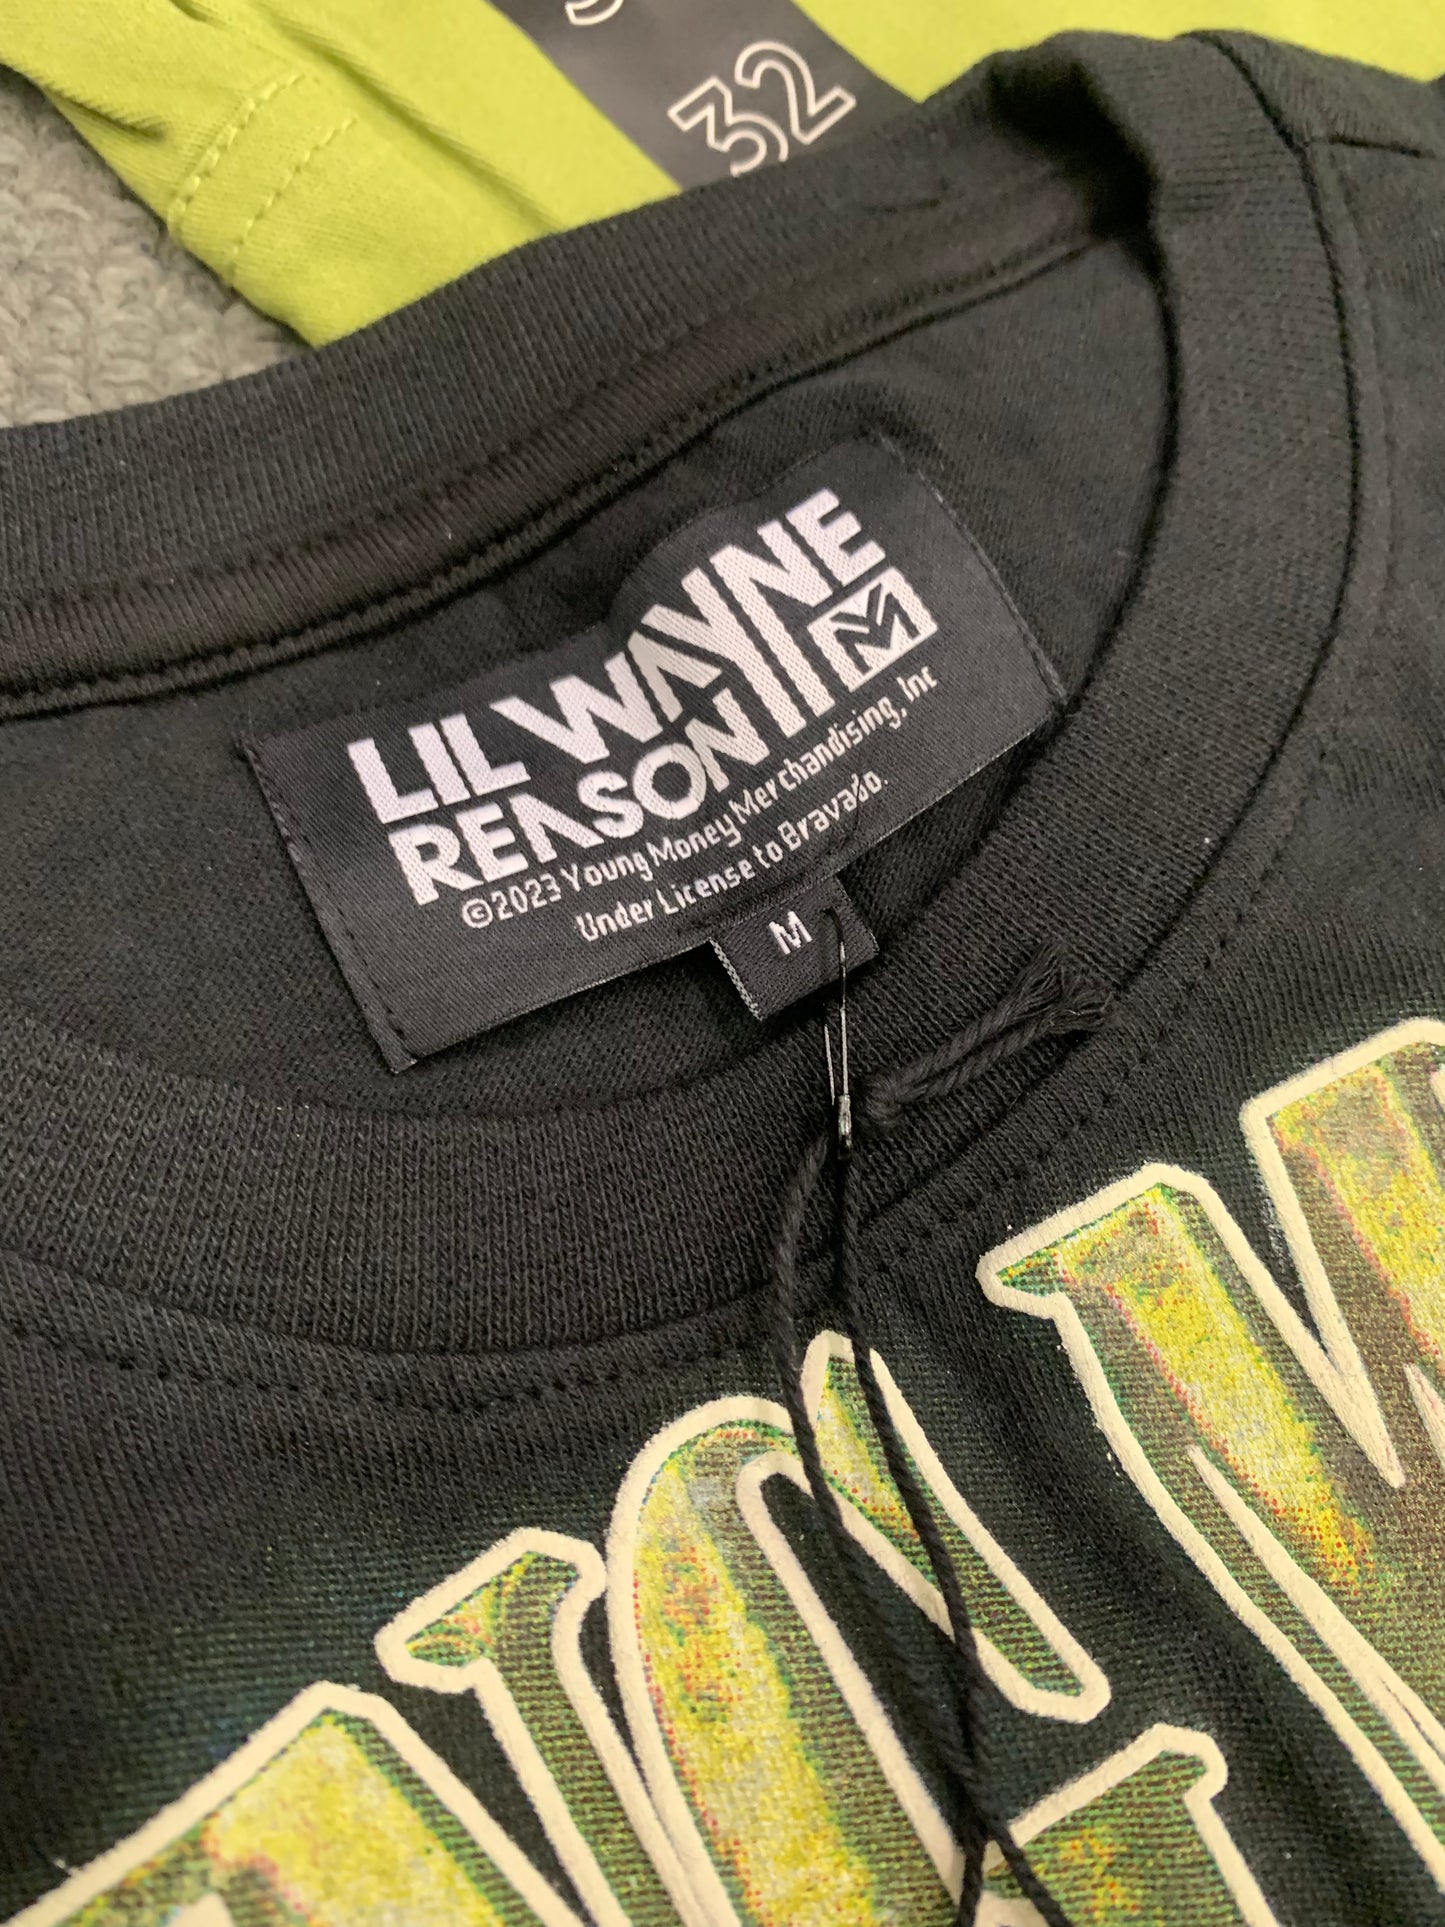 32
LIL WAYNE
REASON
©2023 Young Money Merchandising, Inc
Under License to Bravado.
M